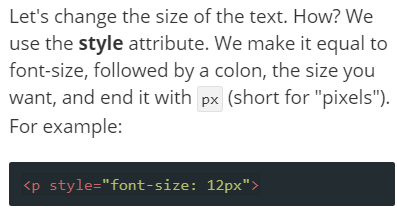 Let's change the size of the text. How? We
use the style attribute. We make it equal to
font-size, followed by a colon, the size you
want, and end it with px (short for "pixels").
For example:
<p style="font-size: 12px">